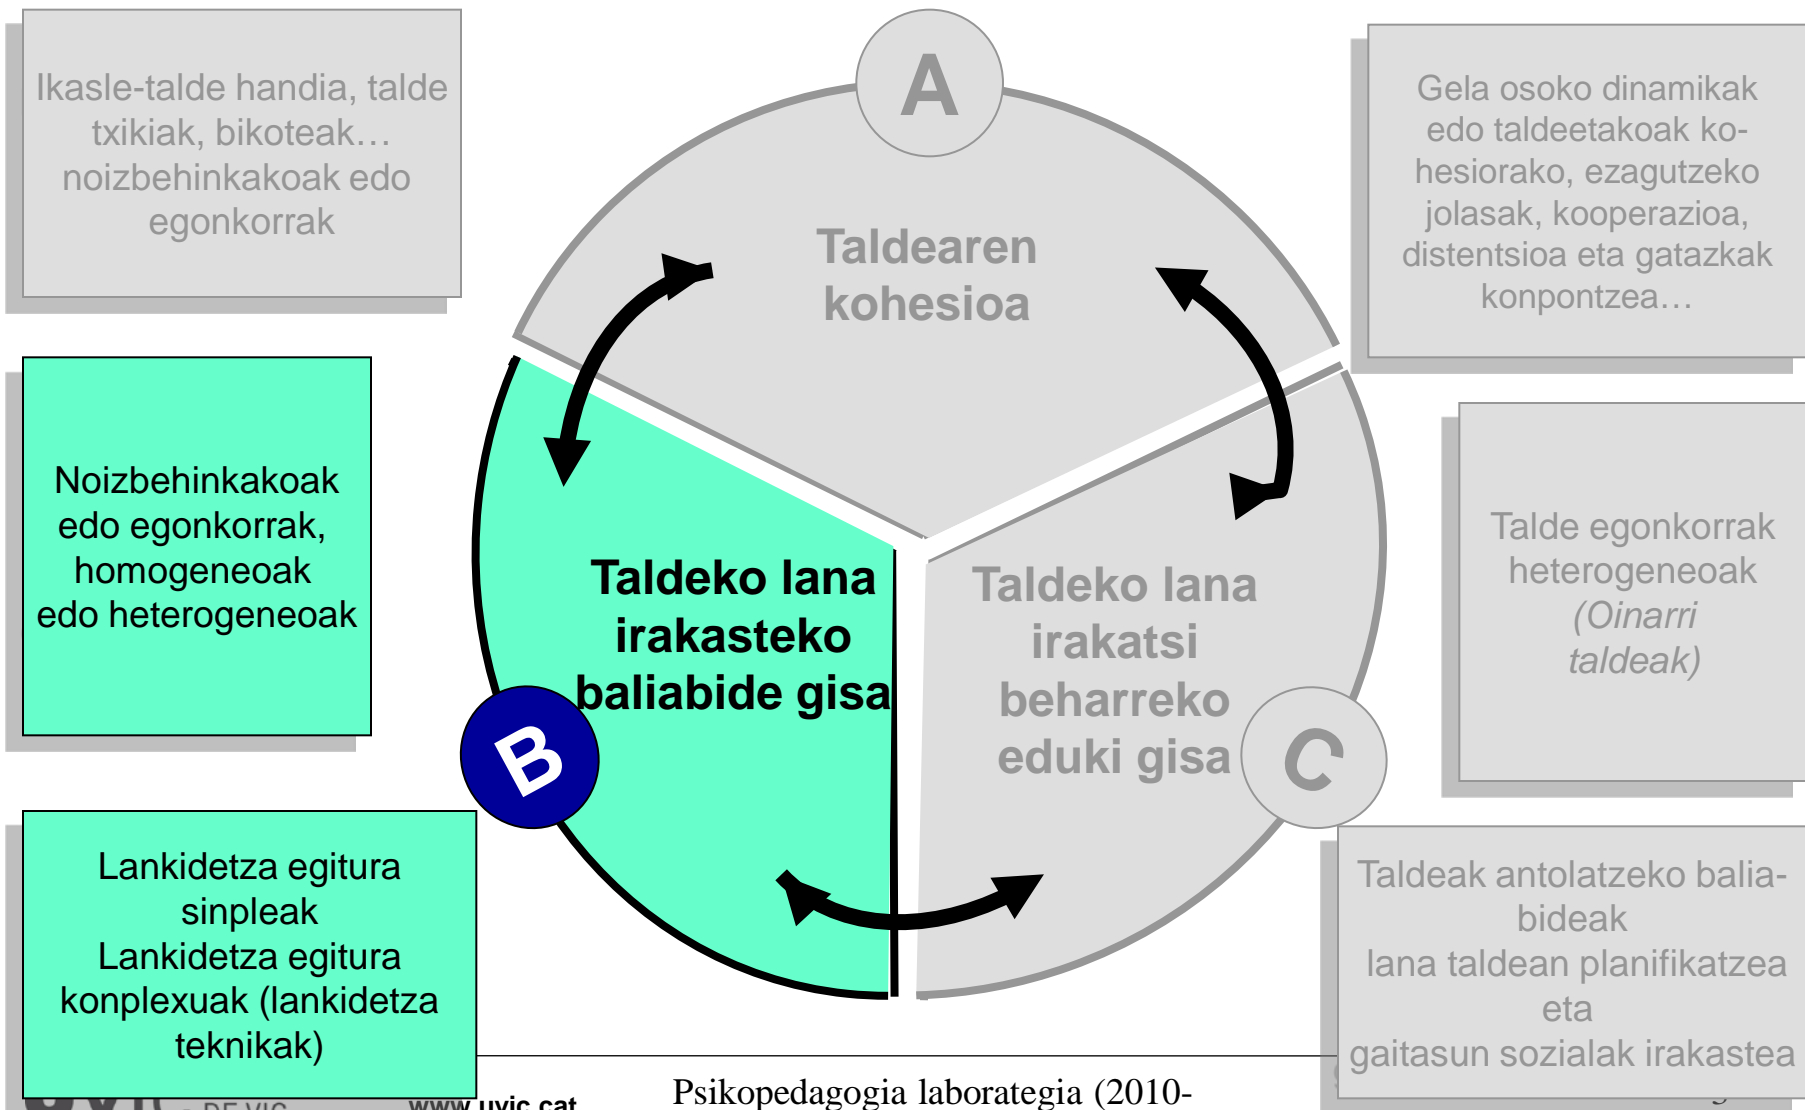 Ikasle-talde handia, talde
txikiak, bikoteak…
noizbehinkakoak edo
egonkorrak
A
Gela osoko dinamikak
edo taldeetakoak ko-
hesiorako, ezagutzeko
jolasak, kooperazioa,
distentsioa eta gatazkak
konpontzea…
Taldearen
kohesioa
Noizbehinkakoak
edo egonkorrak,
homogeneoak
edo heterogeneoak
Taldeko lana
irakasteko
baliabide gisa
B
Taldeko lana
irakatsi
beharreko
eduki gisa
C
Talde egonkorrak
heterogeneoak
(Oinarri
taldeak)
Lankidetza egitura
sinpleak
Lankidetza egitura
konplexuak (lankidetza
teknikak)
Taldeak antolatzeko balia-
bideak
lana taldean planifikatzea
eta
gaitasun sozialak irakastea
DE VIC
www.uvic.cat
Psikopedagogia laborategia (2010-